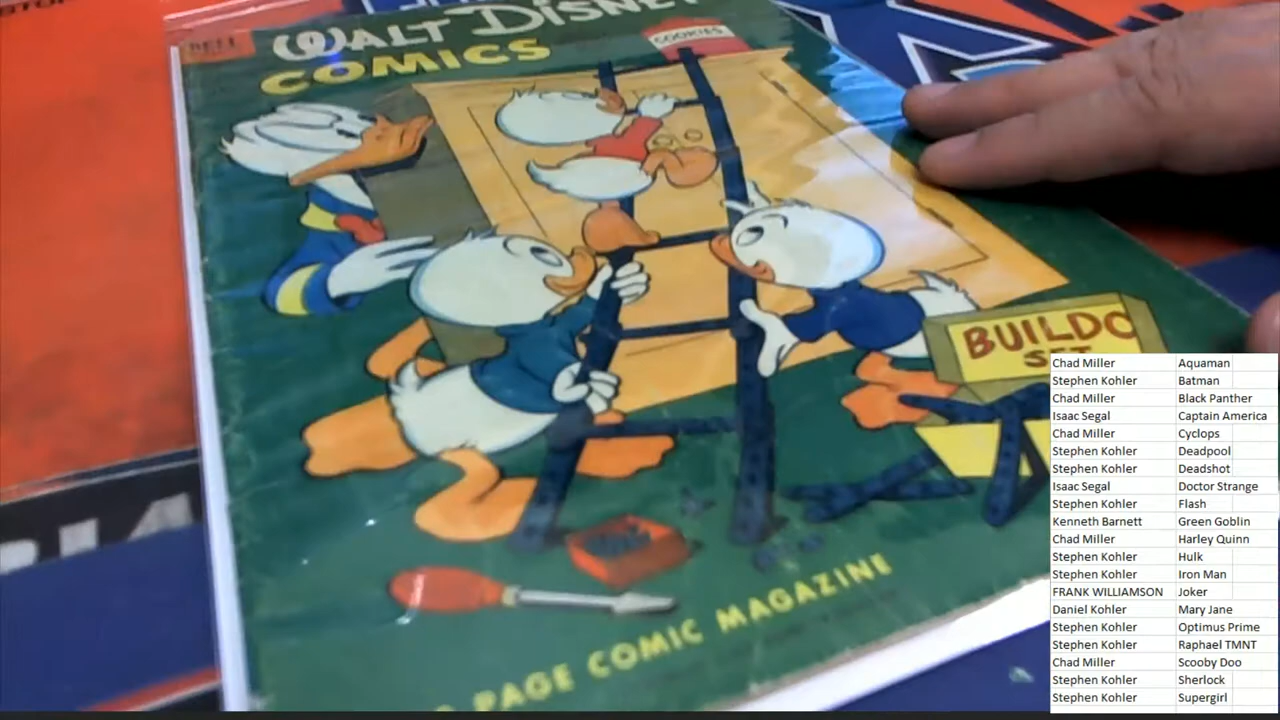 DELL
WALT DISNEY
COMICS
COOKIES
BUILDO
SET
PAGE COMIC MAGAZINE
Chad Miller Aquaman
Stephen Kohler Batman
Chad Miller Black Panther
Isaac Segal Captain America
Chad Miller Cyclops
Stephen Kohler Deadpool
Stephen Kohler Deadshot
Isaac Segal Doctor Strange
Stephen Kohler Flash
Kenneth Barnett Green Goblin
Chad Miller Harley Quinn
Stephen Kohler Hulk
Stephen Kohler Iron Man
FRANK WILLIAMSON Joker
Daniel Kohler Mary Jane
Stephen Kohler Optimus Prime
Stephen Kohler Raphael TMNT
Chad Miller Scooby Doo
Stephen Kohler Sherlock
Stephen Kohler Supergirl